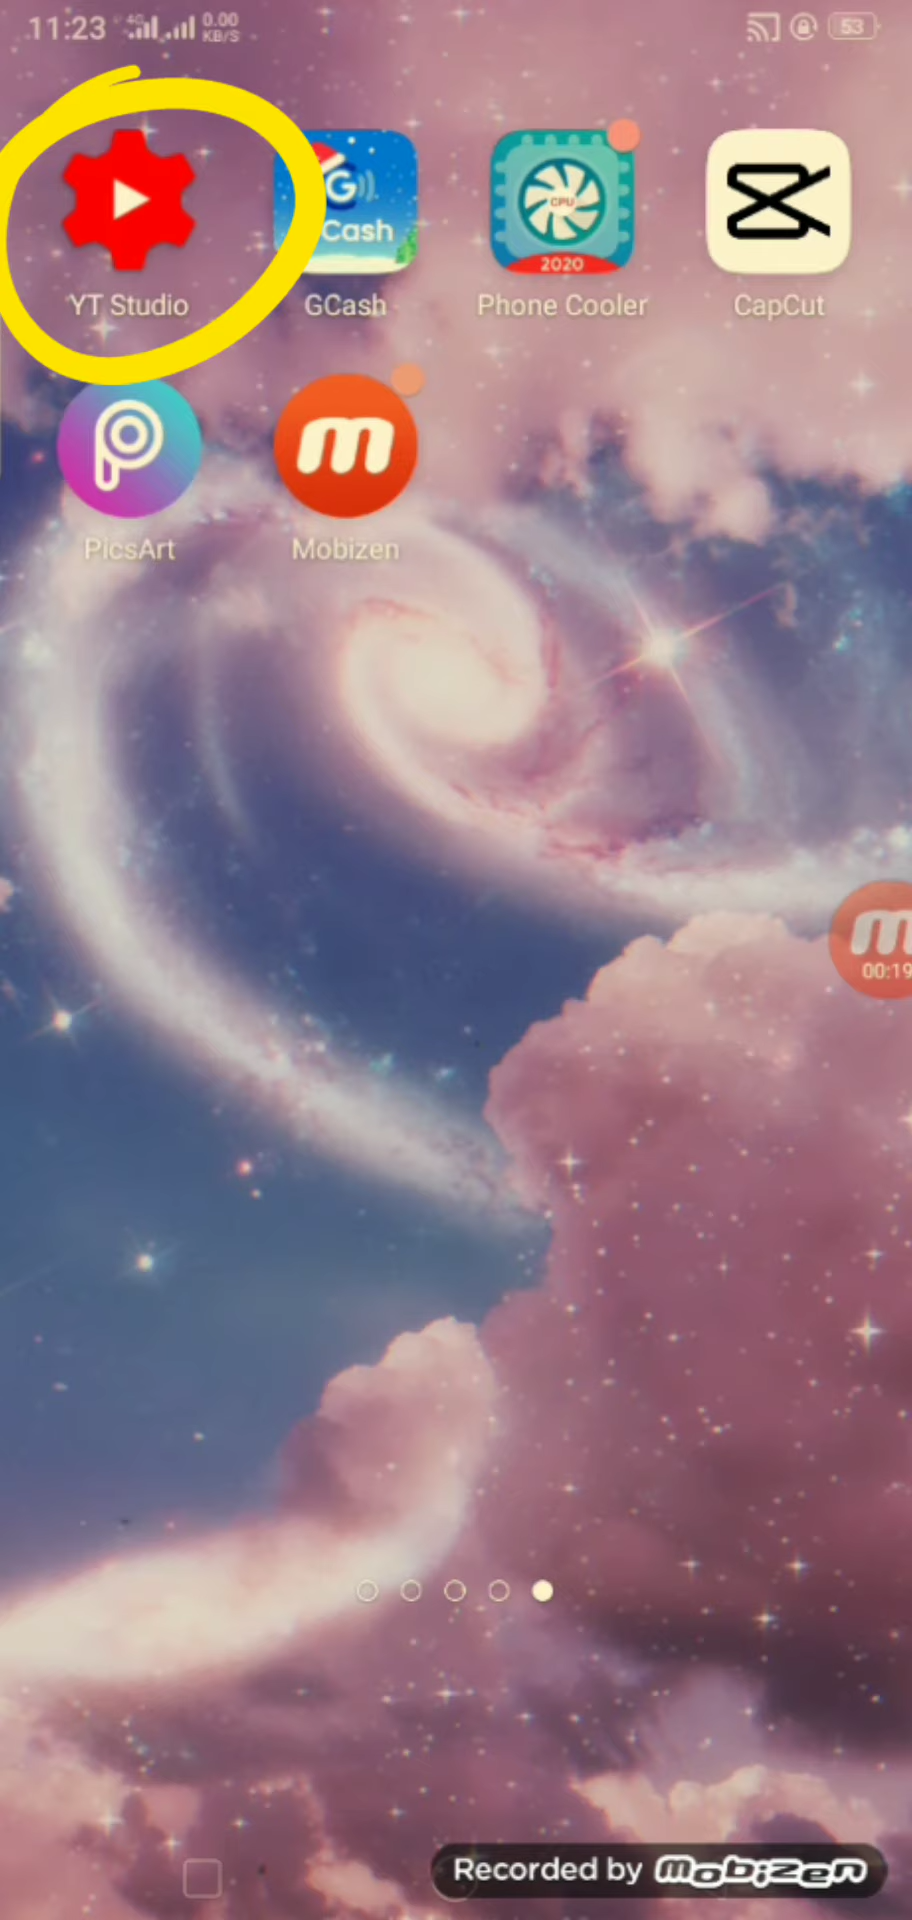 11:23 4G 0.00 KB/S 53
G Cash CPU 2020
YT Studio GCash Phone Cooler CapCut
m
PicsArt Mobizen
m
00:19
Recorded by mobizen